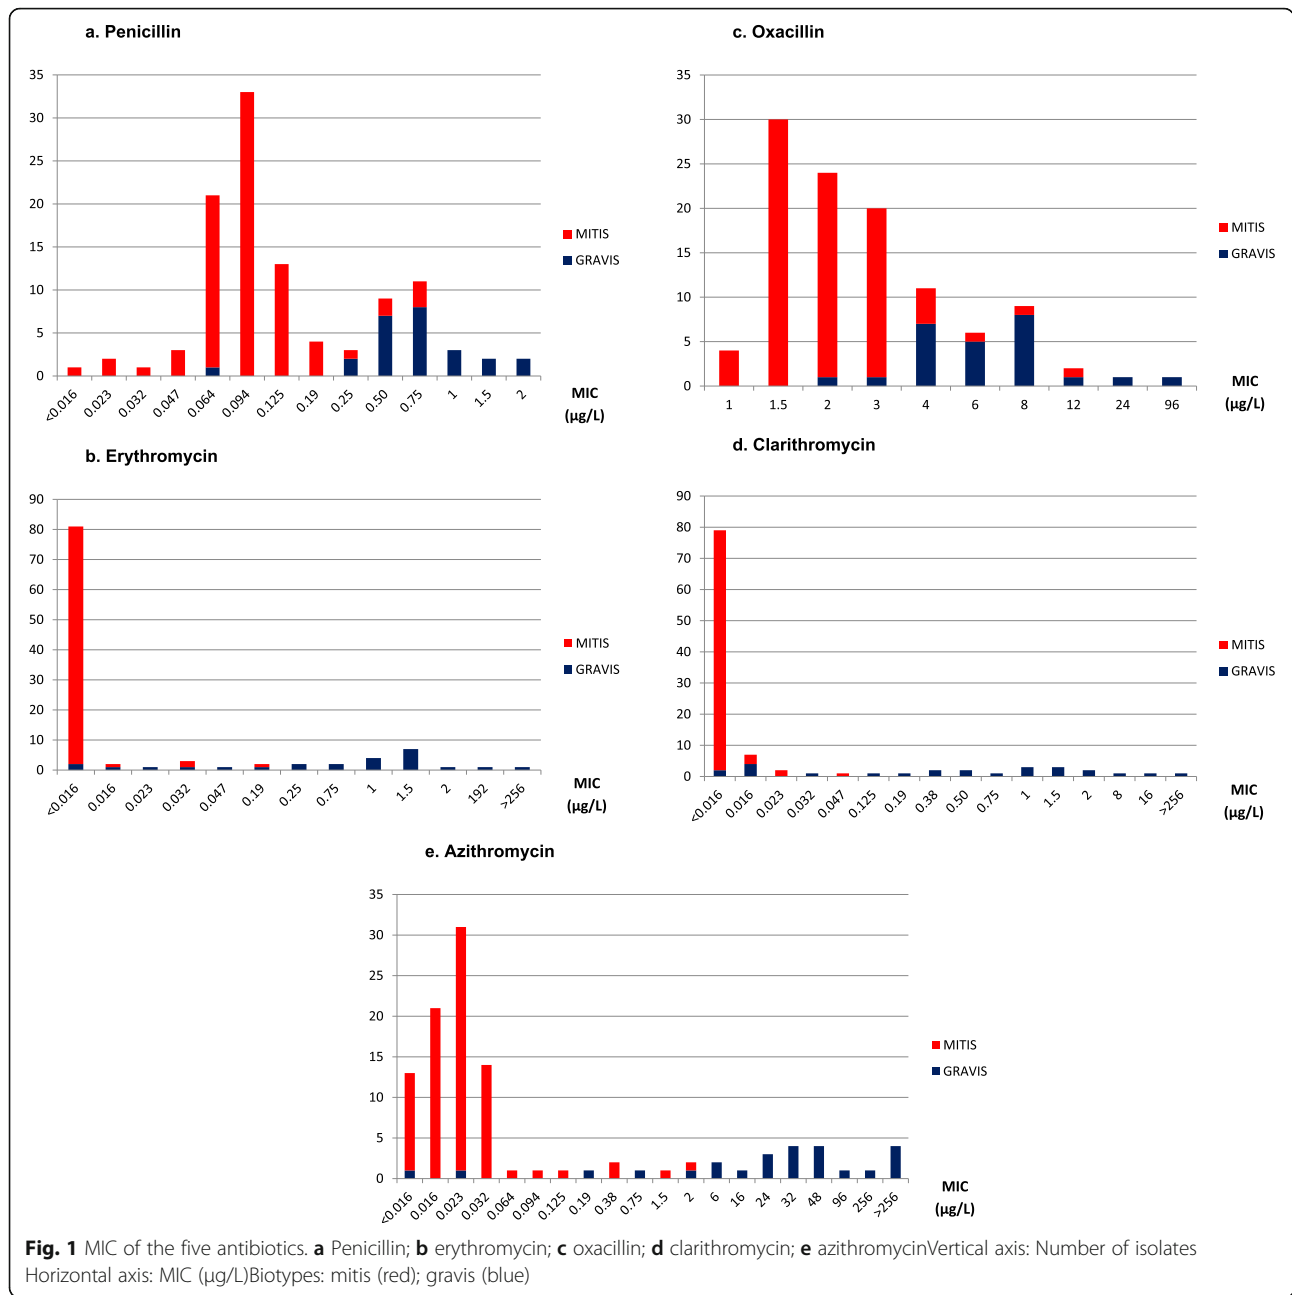 a. Penicillin
35
30
25
20
15
10
5
0
<0.016 0.023 0.032 0.047 0.064 0.094 0.125 0.19 0.25 0.50 0.75 1 1.5 2
MIC
(µg/L)
MITIS
GRAVIS
c. Oxacillin
35
30
25
20
15
10
5
0
1 1.5 2 3 4 6 8 12 24 96
MIC
(µg/L)
MITIS
GRAVIS
b. Erythromycin
90
80
70
60
50
40
30
20
10
0
<0.016 0.016 0.023 0.032 0.047 0.19 0.25 0.75 1 1.5 2 192 >256
MIC
(µg/L)
MITIS
GRAVIS
d. Clarithromycin
90
80
70
60
50
40
30
20
10
0
<0.016 0.016 0.023 0.032 0.047 0.125 0.19 0.38 0.50 0.75 1 1.5 2 8 16 >256
MIC
(µg/L)
MITIS
GRAVIS
e. Azithromycin
35
30
25
20
15
10
5
0
<0.016 0.016 0.023 0.032 0.064 0.094 0.125 0.19 0.38 0.75 1.5 2 6 16 24 32 48 96 256 >256
MIC
(µg/L)
MITIS
GRAVIS
Fig. 1 MIC of the five antibiotics. a Penicillin; b erythromycin; c oxacillin; d clarithromycin; e azithromycinVertical axis: Number of isolates
Horizontal axis: MIC (µg/L)Biotypes: mitis (red); gravis (blue)